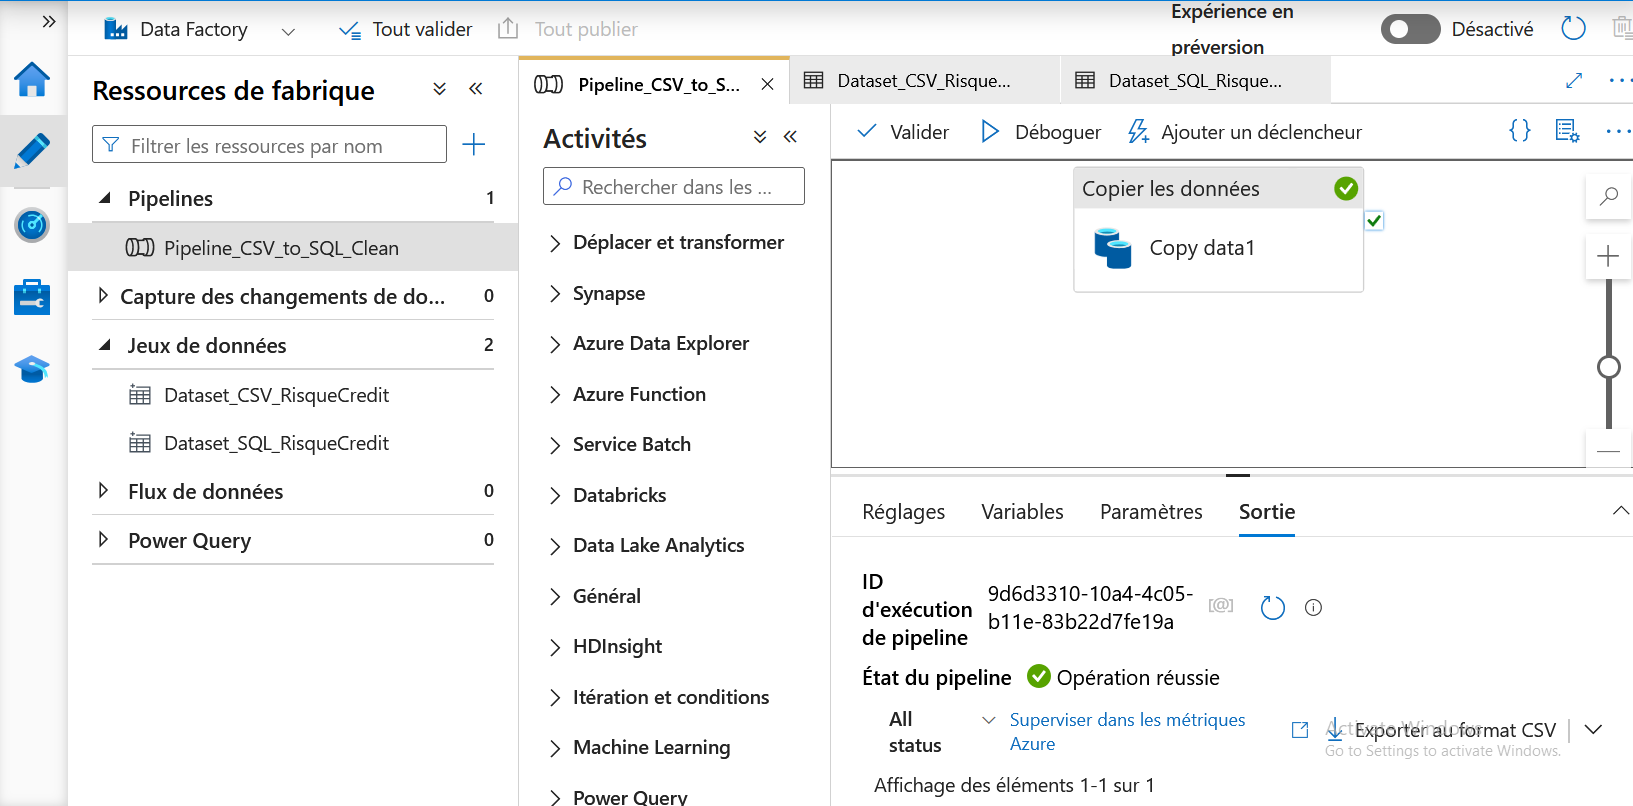 Data Factory
Tout valider
Tout publier
Expérience en
préversion
Désactivé
Ressources de fabrique
Filtrer les ressources par nom
Pipelines 1
Pipeline_CSV_to_SQL_Clean
Capture des changements de do... 0
Jeux de données 2
Dataset_CSV_RisqueCredit
Dataset_SQL_RisqueCredit
Flux de données 0
Power Query 0
Pipeline_CSV_to_S...
Dataset_CSV_Risque...
Dataset_SQL_Risque...
Activités
Rechercher dans les ...
Déplacer et transformer
Synapse
Azure Data Explorer
Azure Function
Service Batch
Databricks
Data Lake Analytics
Général
HDInsight
Itération et conditions
Machine Learning
Power Query
Valider
Déboguer
Ajouter un déclencheur
Copier les données
Copy data1
Réglages
Variables
Paramètres
Sortie
ID
d'exécution
de pipeline
9d6d3310-10a4-4c05-
b11e-83b22d7fe19a
État du pipeline
Opération réussie
All
status
Superviser dans les métriques
Azure
Exporter au format CSV
Activate Windows
Go to Settings to activate Windows.
Affichage des éléments 1-1 sur 1